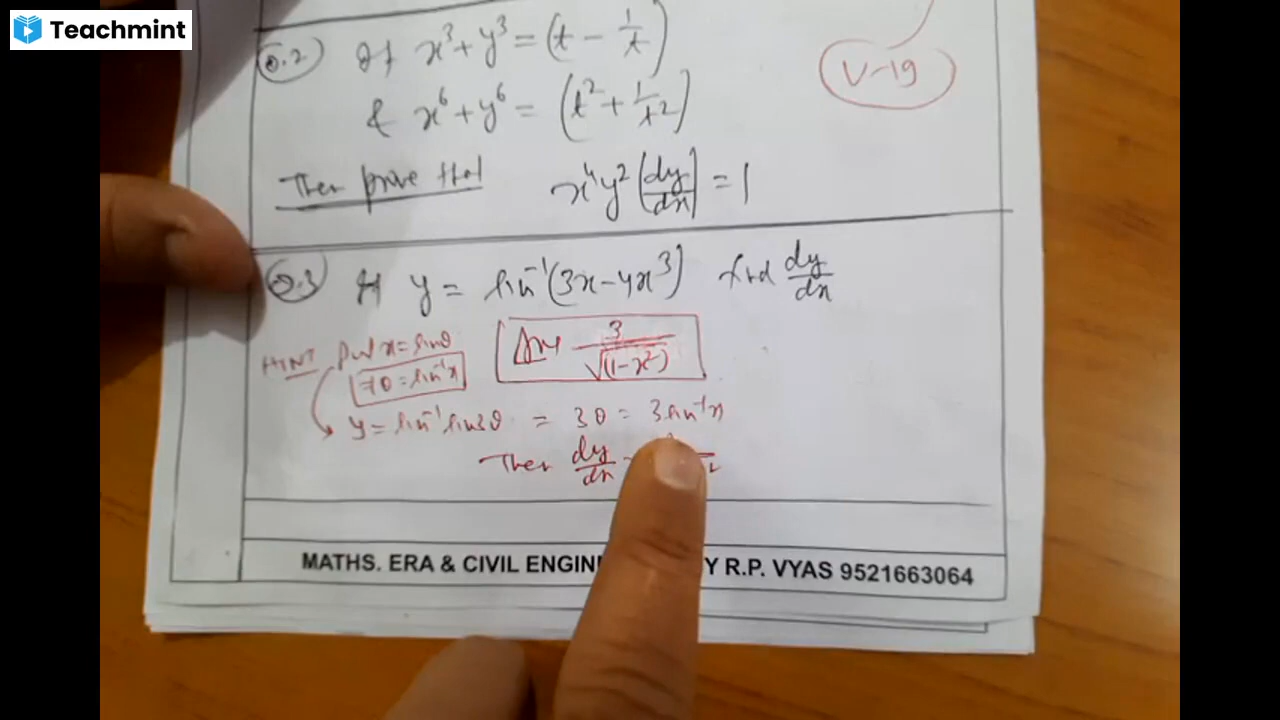 Teachmint
Q.2 If x³+y³=(t-1/t)
V-19
& x⁶+y⁶=(t²+1/t²)
Then prove that x⁴y²(dy/dx)=1
Q.3 If y=sin⁻¹(3x-4x³) find dy/dx
HINT Put x=sinθ
⇒θ=sin⁻¹x
Ans 3/√(1-x²)
y=sin⁻¹sin3θ = 3θ = 3sin⁻¹x
Then dy/dx
MATHS. ERA & CIVIL ENGIN Y R.P. VYAS 9521663064